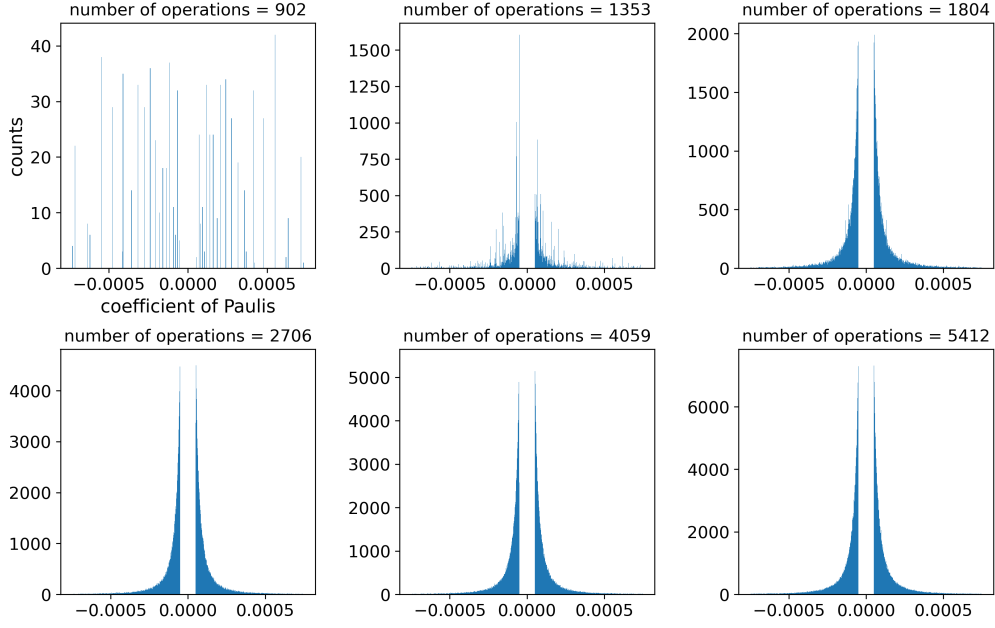 number of operations = 902
number of operations = 1353
number of operations = 1804
counts
40
30
20
10
0
−0.0005 0.0000 0.0005
coefficient of Paulis
1500
1250
1000
750
500
250
0
−0.0005 0.0000 0.0005
2000
1500
1000
500
0
−0.0005 0.0000 0.0005
number of operations = 2706
number of operations = 4059
number of operations = 5412
4000
3000
2000
1000
0
−0.0005 0.0000 0.0005
5000
4000
3000
2000
1000
0
−0.0005 0.0000 0.0005
6000
4000
2000
0
−0.0005 0.0000 0.0005